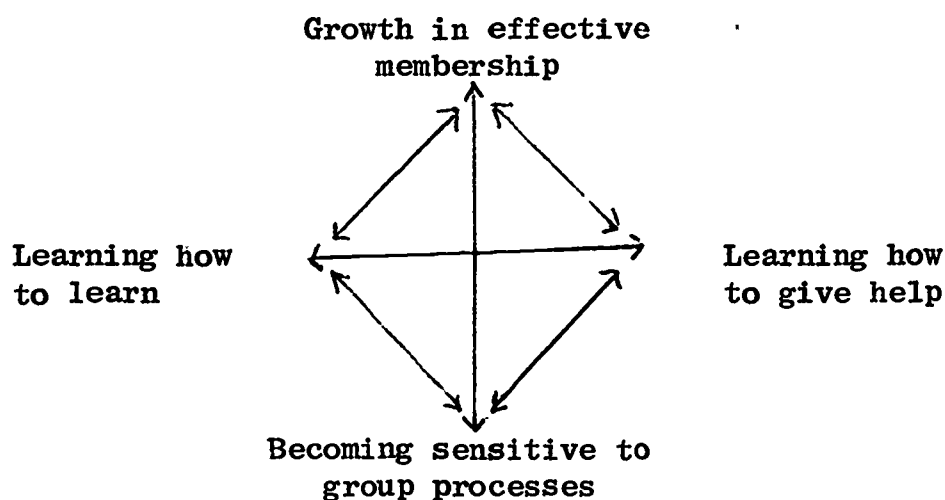 Growth in effective
membership
Learning how
to learn
Learning how
to give help
Becoming sensitive to
group processes